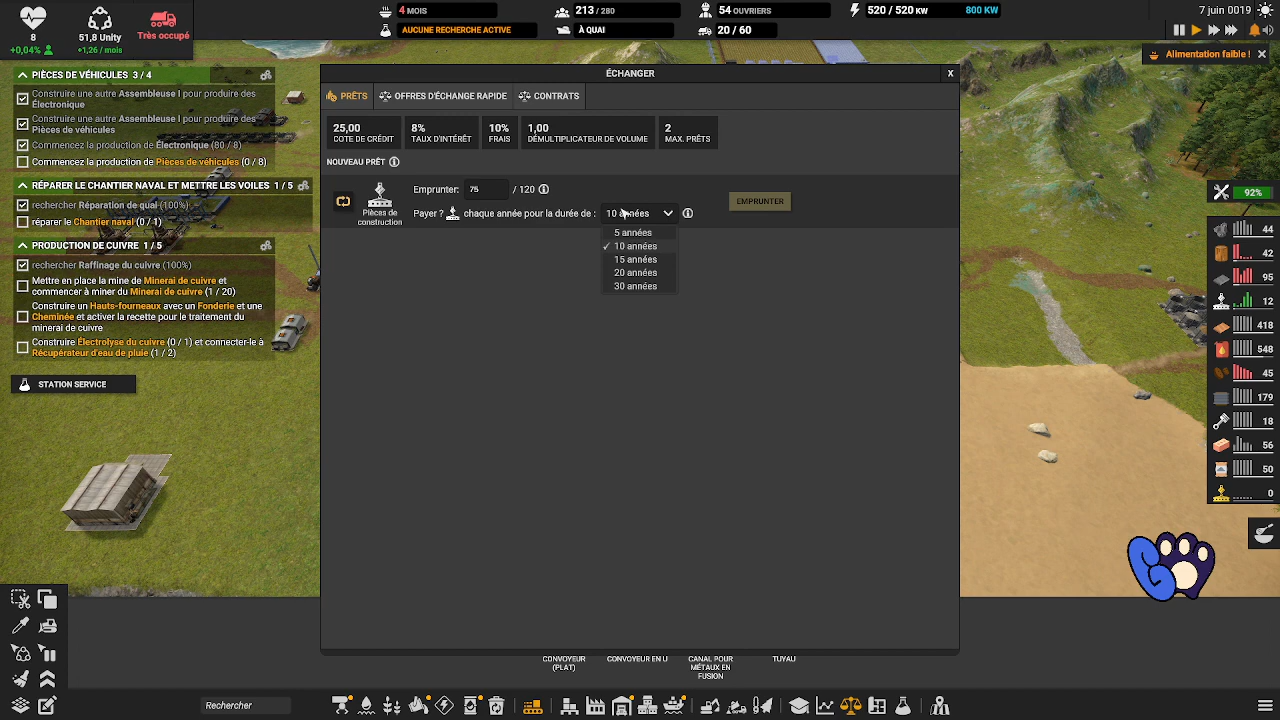 8
+0,04%
51,8 Unity
+1,26 / mois
Très occupé
4 MOIS
AUCUNE RECHERCHE ACTIVE
213 / 280
À QUAI
54 OUVRIERS
20 / 60
520 / 520 KW
800 KW
7 juin 0019
Alimentation faible !
X
PIÈCES DE VÉHICULES 3 / 4
Construire une autre Assembleuse I pour produire des
Électronique
Construire une autre Assembleuse I pour produire des
Pièces de véhicules
Commencez la production de Électronique (80 / 8)
Commencez la production de Pièces de véhicules (0 / 8)
RÉPARER LE CHANTIER NAVAL ET METTRE LES VOILES 1 / 5
rechercher Réparation de quai (100%)
réparer le Chantier naval (0 / 1)
PRODUCTION DE CUIVRE 1 / 5
rechercher Raffinage du cuivre (100%)
Mettre en place la mine de Minerai de cuivre et
commencer à miner du Minerai de cuivre (1 / 20)
Construire un Hauts-fourneaux avec un Fonderie et une
Cheminée et activer la recette pour le traitement du
minerai de cuivre
Construire Électrolyse du cuivre (0 / 1) et connecter-le à
Récupérateur d'eau de pluie (1 / 2)
STATION SERVICE
ÉCHANGER
X
PRÊTS
OFFRES D'ÉCHANGE RAPIDE
CONTRATS
25,00
COTE DE CRÉDIT
8%
TAUX D'INTÉRÊT
10%
FRAIS
1,00
DÉMULTIPLICATEUR DE VOLUME
2
MAX. PRÊTS
NOUVEAU PRÊT
Pièces de
construction
Emprunter: 75 / 120
Payer ? chaque année pour la durée de : 10 années
EMPRUNTER
5 années
✓ 10 années
15 années
20 années
30 années
92%
44
42
95
12
418
548
45
179
18
56
50
0
CONVOYEUR
(PLAT)
CONVOYEUR EN U
CANAL POUR
MÉTAUX EN
FUSION
TUYAU
Rechercher